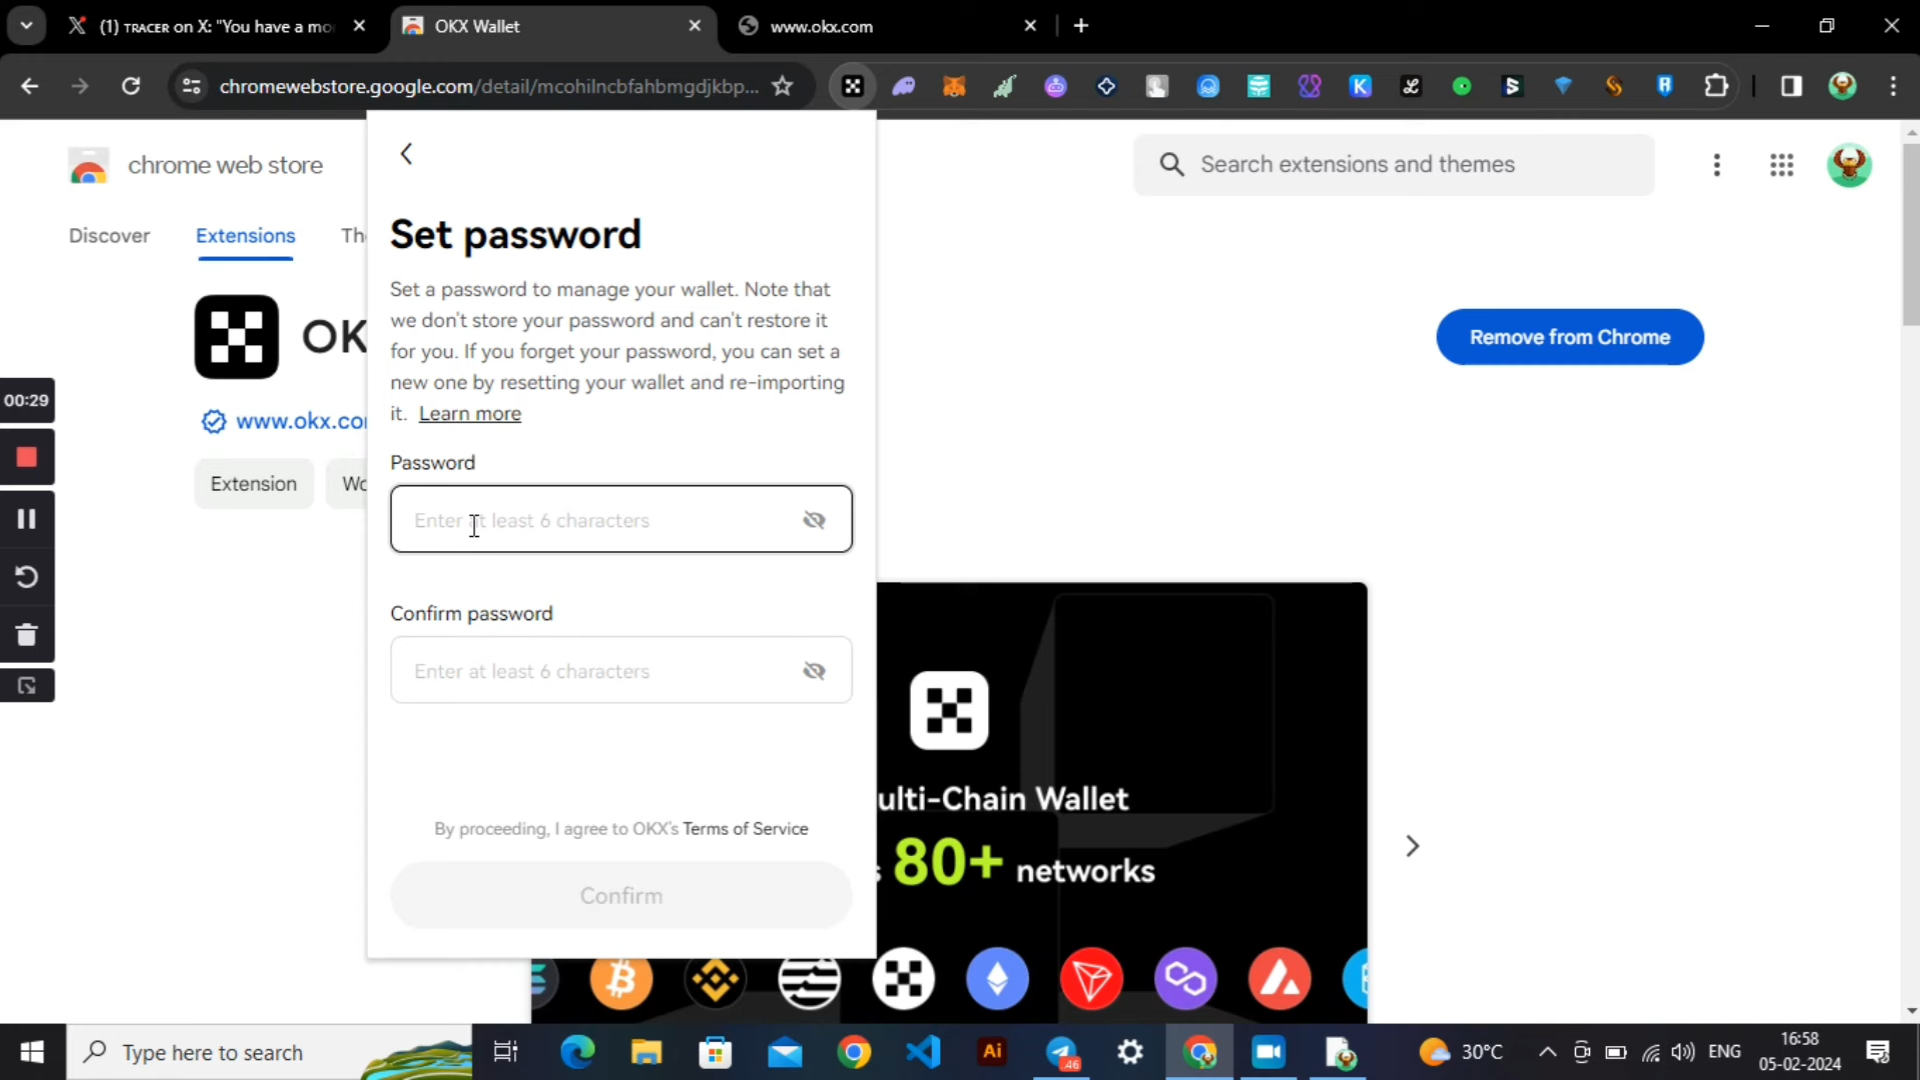 (1) TRACER on X: "You have a mo
OKX Wallet
www.okx.com
chromewebstore.google.com/detail/mcohilncbfahbmgdjkbp...
chrome web store
Search extensions and themes
Discover
Extensions
Th
OK
Remove from Chrome
www.okx.co
Extension
Wo
Set password
Set a password to manage your wallet. Note that
we don't store your password and can't restore it
for you. If you forget your password, you can set a
new one by resetting your wallet and re-importing
it. Learn more
Password
Enter at least 6 characters
Confirm password
Enter at least 6 characters
By proceeding, I agree to OKX's Terms of Service
Confirm
00:29
ulti-Chain Wallet
80+ networks
Type here to search
Ai
46
30°C
ENG
16:58
05-02-2024